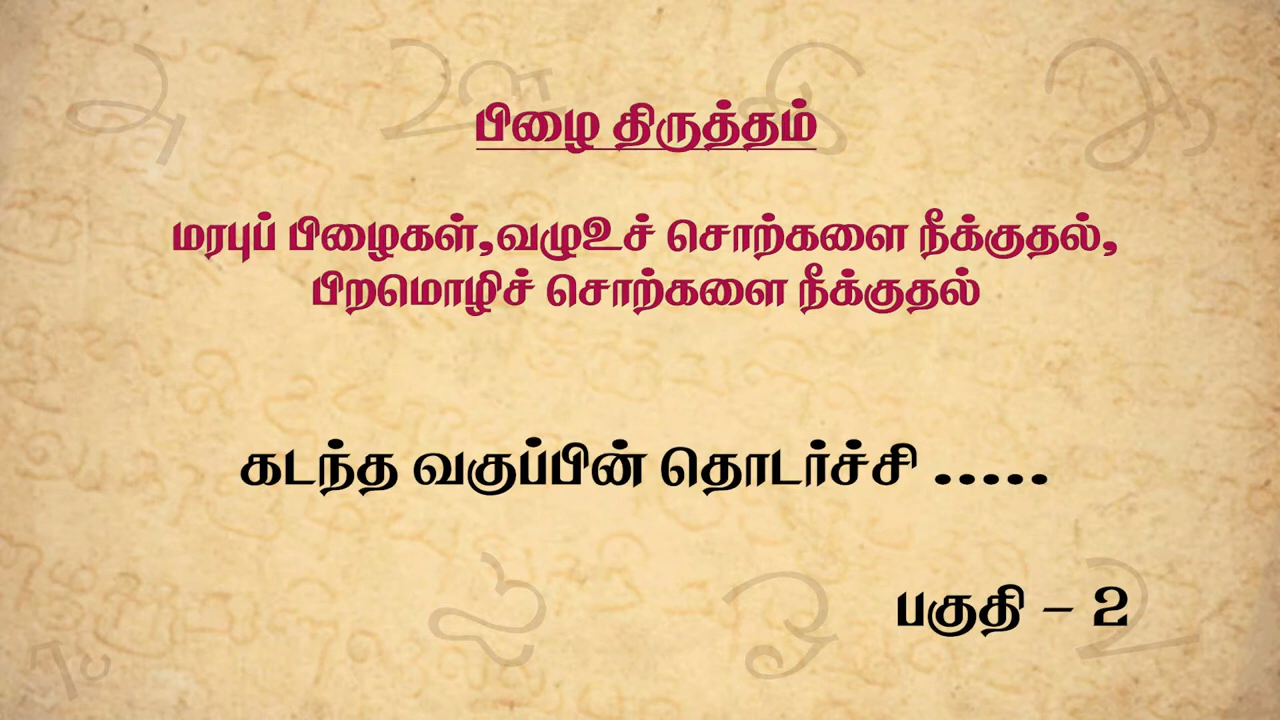 பிழை திருத்தம்
மரபுப் பிழைகள்,வழுஉச் சொற்களை நீக்குதல்,
பிறமொழிச் சொற்களை நீக்குதல்
கடந்த வகுப்பின் தொடர்ச்சி .....
பகுதி – 2